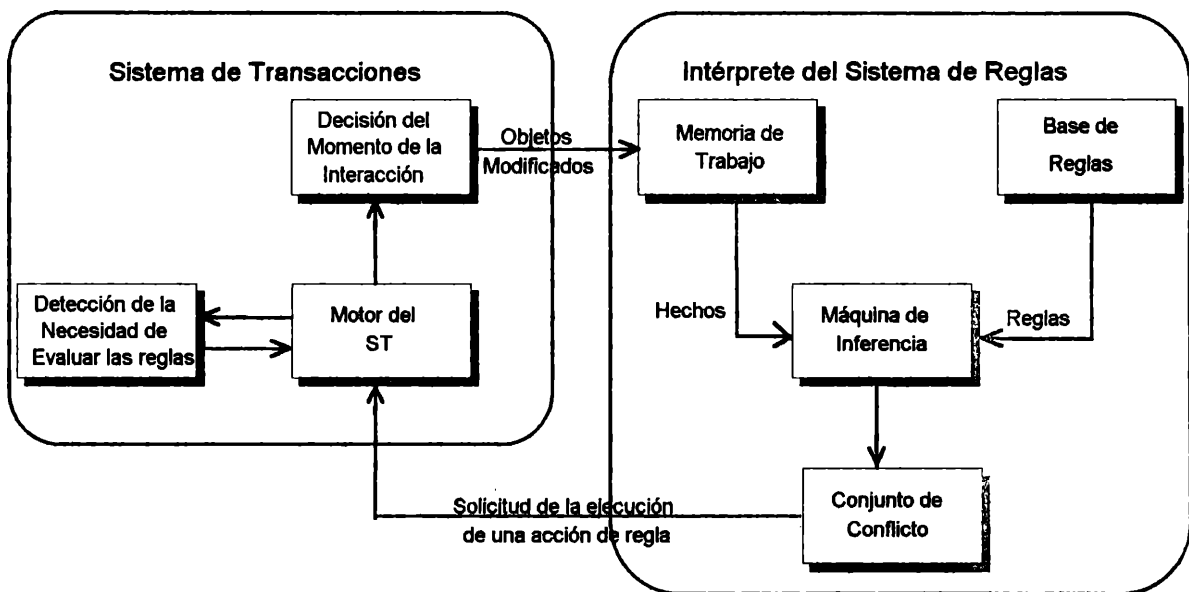 Sistema de Transacciones
Decisión del
Momento de la
Interacción
Detección de la
Necesidad de
Evaluar las reglas
Motor del
ST
Objetos
Modificados
Intérprete del Sistema de Reglas
Memoria de
Trabajo
Base de
Reglas
Hechos
Máquina de
Inferencia
Reglas
Conjunto de
Conflicto
Solicitud de la ejecución
de una acción de regla